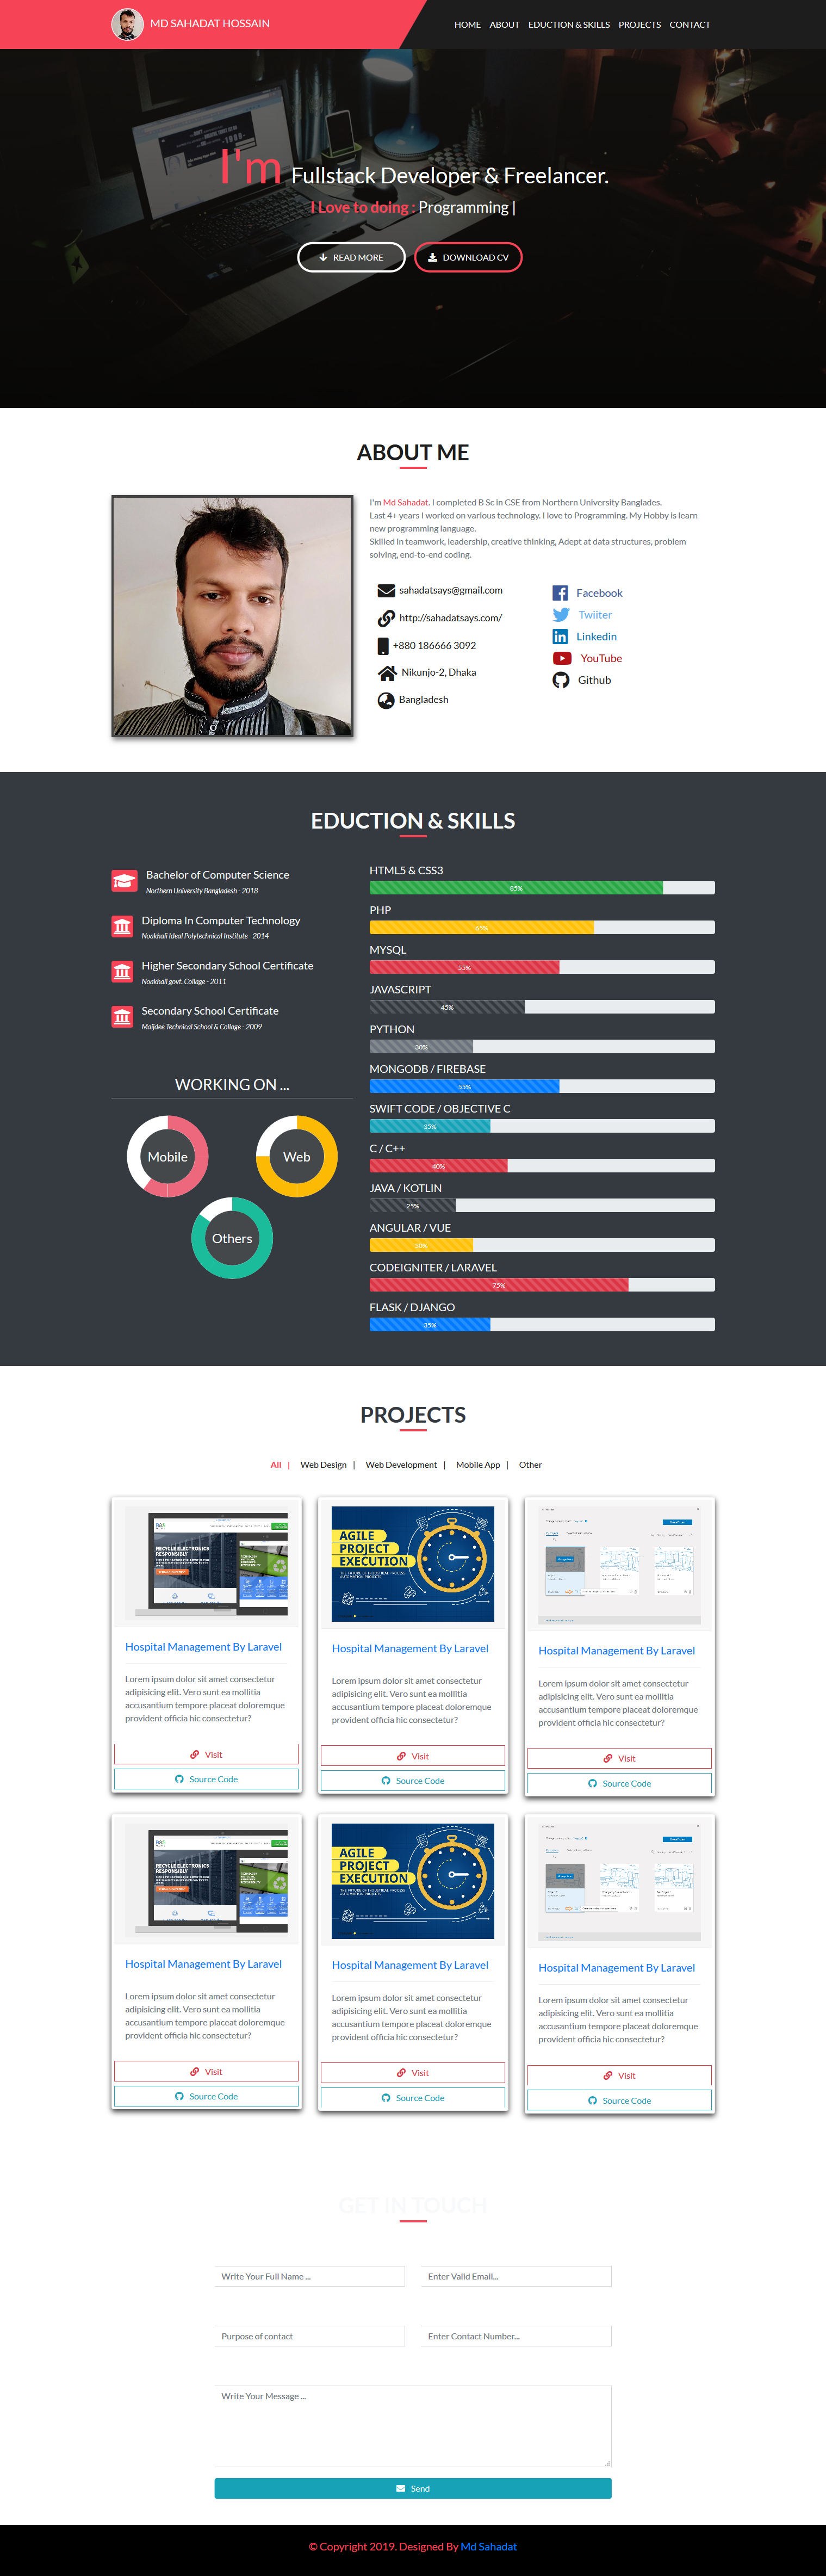 MD SAHADAT HOSSAIN
HOME ABOUT EDUCTION & SKILLS PROJECTS CONTACT
I'm Fullstack Developer & Freelancer.
I Love to doing : Programming |
READ MORE DOWNLOAD CV
ABOUT ME
I'm Md Sahadat. I completed B Sc in CSE from Northern University Banglades.
Last 4+ years I worked on various technology. I love to Programming. My Hobby is learn
new programming language.
Skilled in teamwork, leadership, creative thinking, Adept at data structures, problem
solving, end-to-end coding.
sahadatsays@gmail.com
http://sahadatsays.com/
+880 186666 3092
Nikunjo-2, Dhaka
Bangladesh
Facebook
Twiiter
Linkedin
YouTube
Github
EDUCTION & SKILLS
Bachelor of Computer Science
Northern University Bangladesh - 2018
Diploma In Computer Technology
Noakhali Ideal Polytechnical Institute - 2014
Higher Secondary School Certificate
Noakhali govt. Collage - 2011
Secondary School Certificate
Maijdee Technical School & Collage - 2009
WORKING ON ...
Mobile
Web
Others
HTML5 & CSS3
85%
PHP
65%
MYSQL
55%
JAVASCRIPT
45%
PYTHON
30%
MONGODB / FIREBASE
55%
SWIFT CODE / OBJECTIVE C
35%
C / C++
40%
JAVA / KOTLIN
25%
ANGULAR / VUE
30%
CODEIGNITER / LARAVEL
75%
FLASK / DJANGO
35%
PROJECTS
All | Web Design | Web Development | Mobile App | Other
RECYCLE ELECTRONICS
RESPONSIBLY
Hospital Management By Laravel
Lorem ipsum dolor sit amet consectetur
adipisicing elit. Vero sunt ea mollitia
accusantium tempore placeat doloremque
provident officia hic consectetur?
Visit
Source Code
AGILE
PROJECT
EXECUTION
THE FUTURE OF INDUSTRIAL PROCESS
AUTOMATION PROJECTS
Hospital Management By Laravel
Lorem ipsum dolor sit amet consectetur
adipisicing elit. Vero sunt ea mollitia
accusantium tempore placeat doloremque
provident officia hic consectetur?
Visit
Source Code
Hospital Management By Laravel
Lorem ipsum dolor sit amet consectetur
adipisicing elit. Vero sunt ea mollitia
accusantium tempore placeat doloremque
provident officia hic consectetur?
Visit
Source Code
RECYCLE ELECTRONICS
RESPONSIBLY
Hospital Management By Laravel
Lorem ipsum dolor sit amet consectetur
adipisicing elit. Vero sunt ea mollitia
accusantium tempore placeat doloremque
provident officia hic consectetur?
Visit
Source Code
AGILE
PROJECT
EXECUTION
THE FUTURE OF INDUSTRIAL PROCESS
AUTOMATION PROJECTS
Hospital Management By Laravel
Lorem ipsum dolor sit amet consectetur
adipisicing elit. Vero sunt ea mollitia
accusantium tempore placeat doloremque
provident officia hic consectetur?
Visit
Source Code
Hospital Management By Laravel
Lorem ipsum dolor sit amet consectetur
adipisicing elit. Vero sunt ea mollitia
accusantium tempore placeat doloremque
provident officia hic consectetur?
Visit
Source Code
GET IN TOUCH
Write Your Full Name ...
Enter Valid Email...
Purpose of contact
Enter Contact Number...
Write Your Message ...
Send
© Copyright 2019. Designed By Md Sahadat